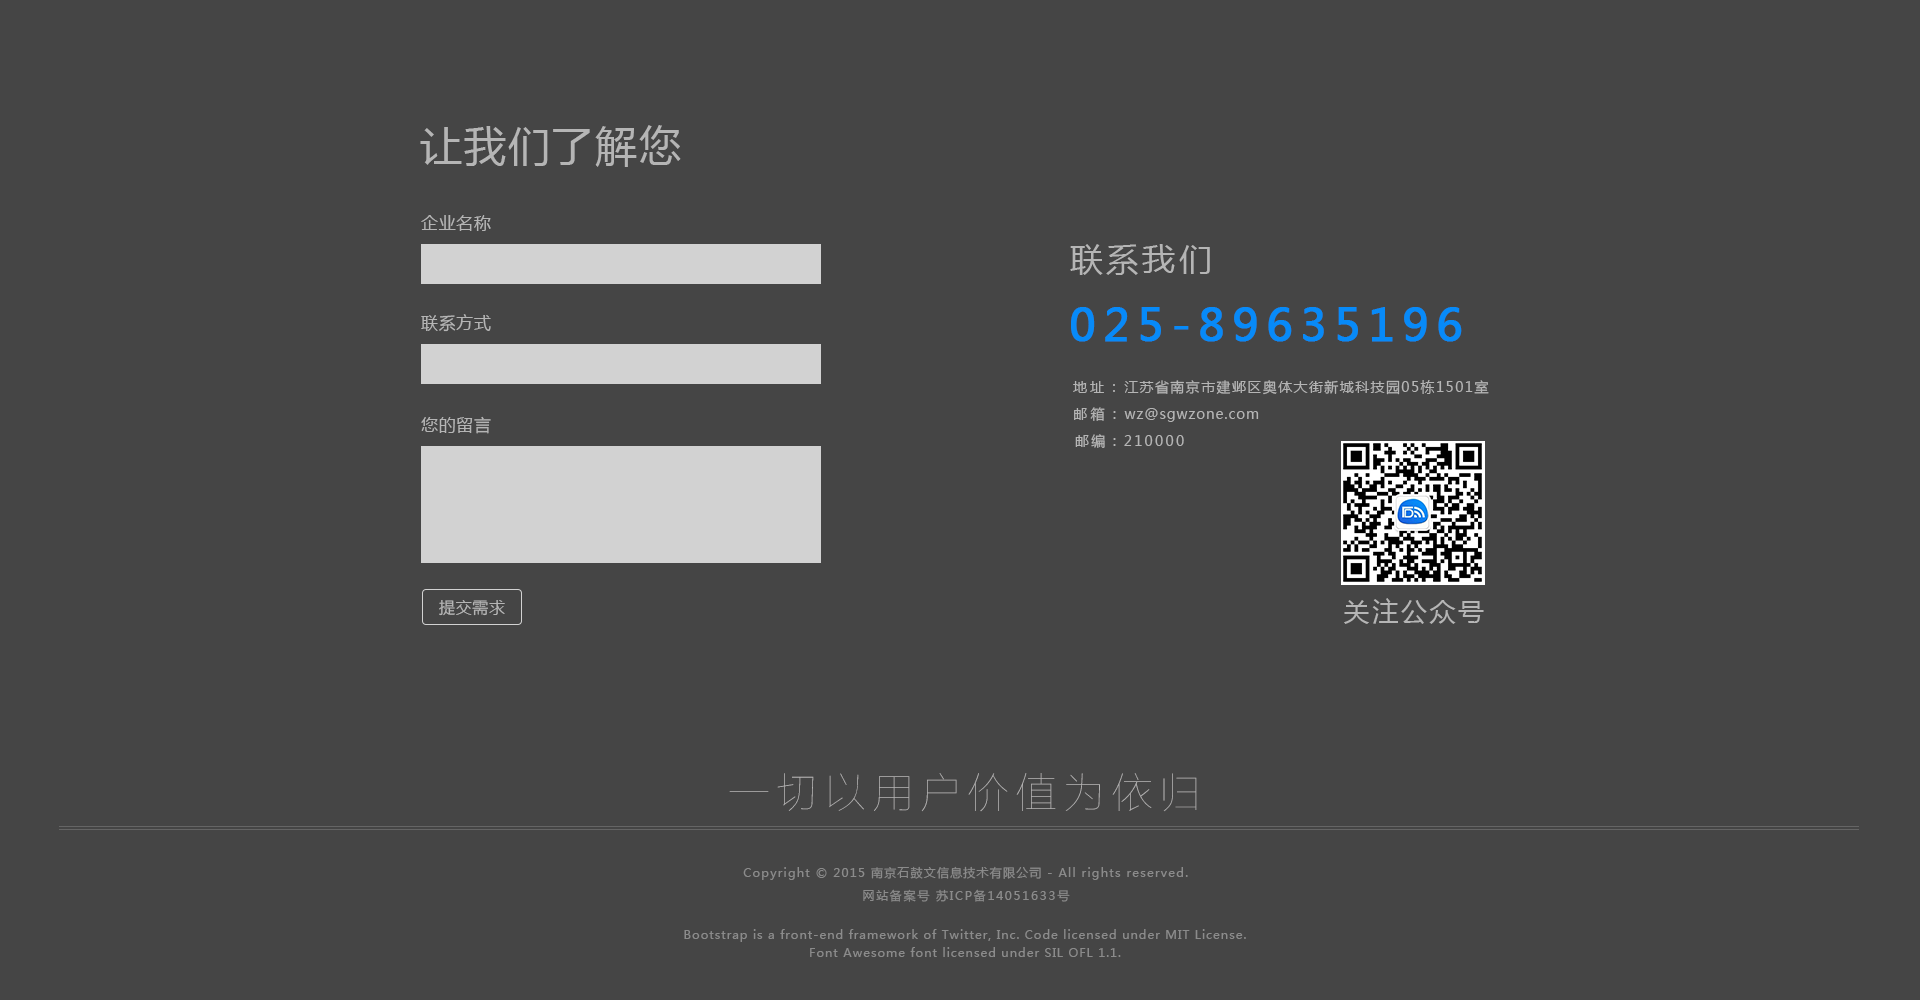 让我们了解您
企业名称
联系方式
您的留言
提交需求
联系我们
025-89635196
地址：江苏省南京市建邺区奥体大街新城科技园05栋1501室
邮箱：wz@sgwzone.com
邮编：210000
关注公众号
一切以用户价值为依归
Copyright © 2015 南京石鼓文信息技术有限公司 - All rights reserved.
网站备案号 苏ICP备14051633号
Bootstrap is a front-end framework of Twitter, Inc. Code licensed under MIT License.
Font Awesome font licensed under SIL OFL 1.1.